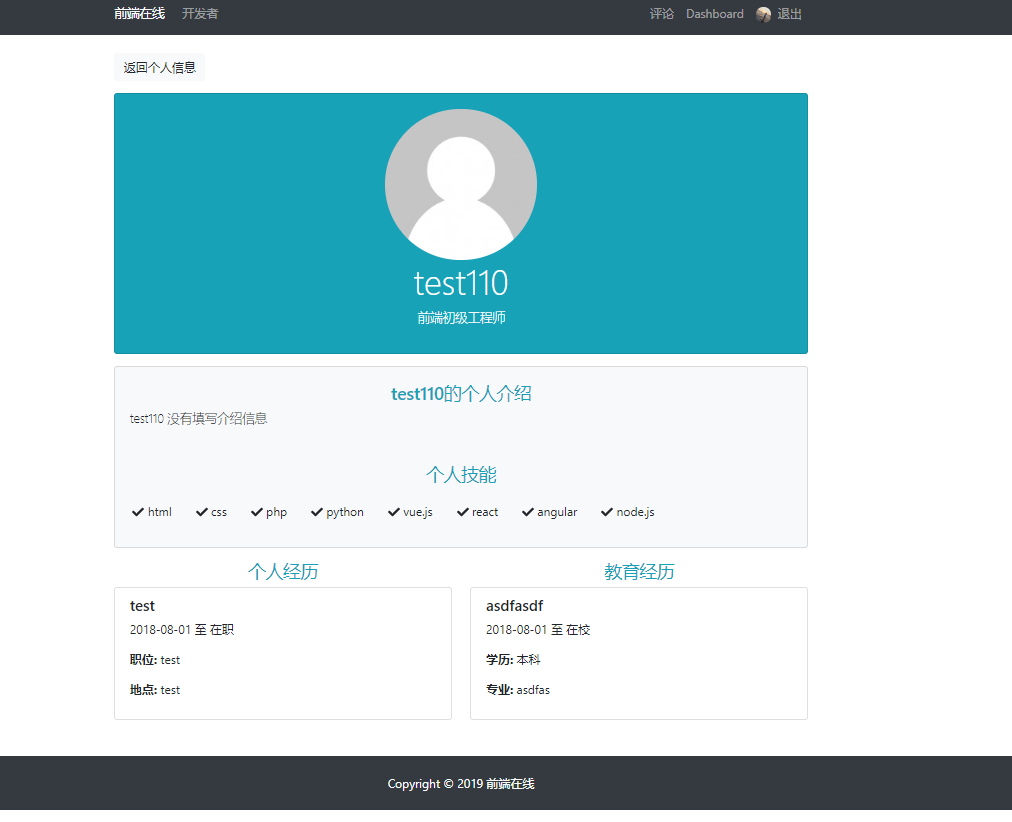 前端在线 开发者 评论 Dashboard 退出
返回个人信息
test110
前端初级工程师
test110的个人介绍
test110 没有填写介绍信息
个人技能
html css php python vue.js react angular node.js
个人经历
test
2018-08-01 至 在职
职位: test
地点: test
教育经历
asdfasdf
2018-08-01 至 在校
学历: 本科
专业: asdfas
Copyright © 2019 前端在线